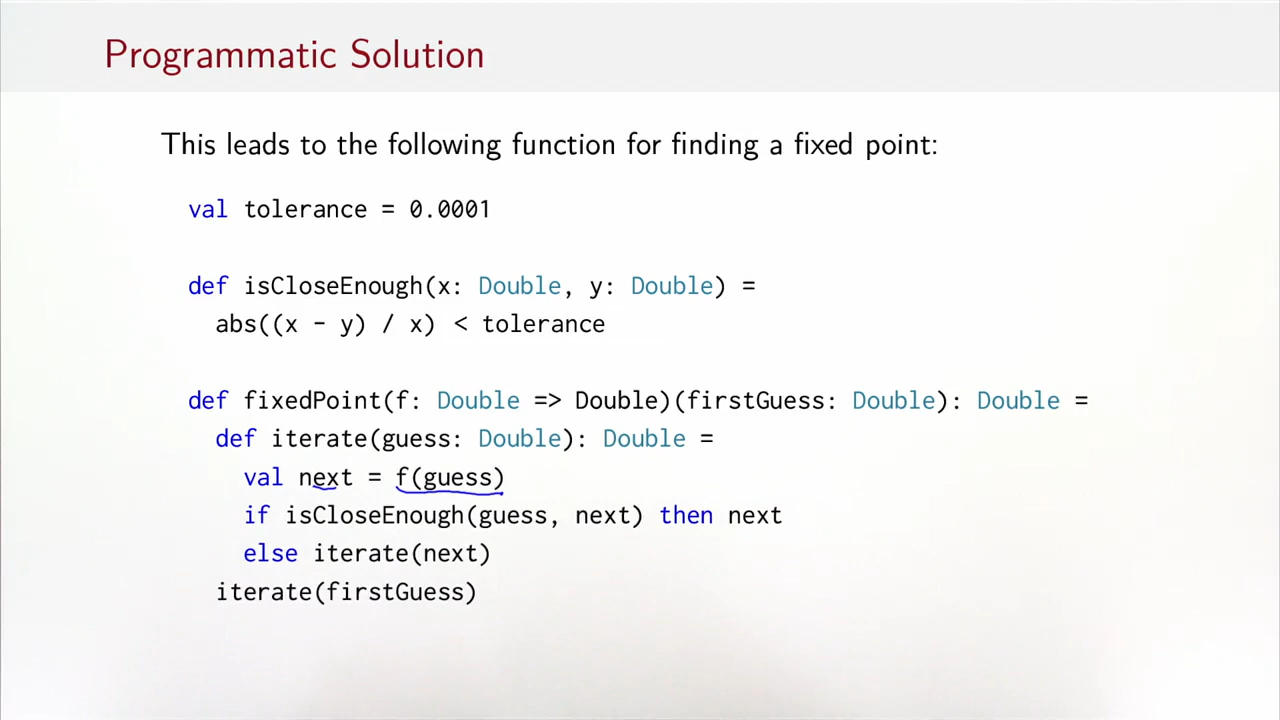 Programmatic Solution
This leads to the following function for finding a fixed point:
val tolerance = 0.0001
def isCloseEnough(x: Double, y: Double) =
abs((x - y) / x) < tolerance
def fixedPoint(f: Double => Double)(firstGuess: Double): Double =
def iterate(guess: Double): Double =
val next = f(guess)
if isCloseEnough(guess, next) then next
else iterate(next)
iterate(firstGuess)